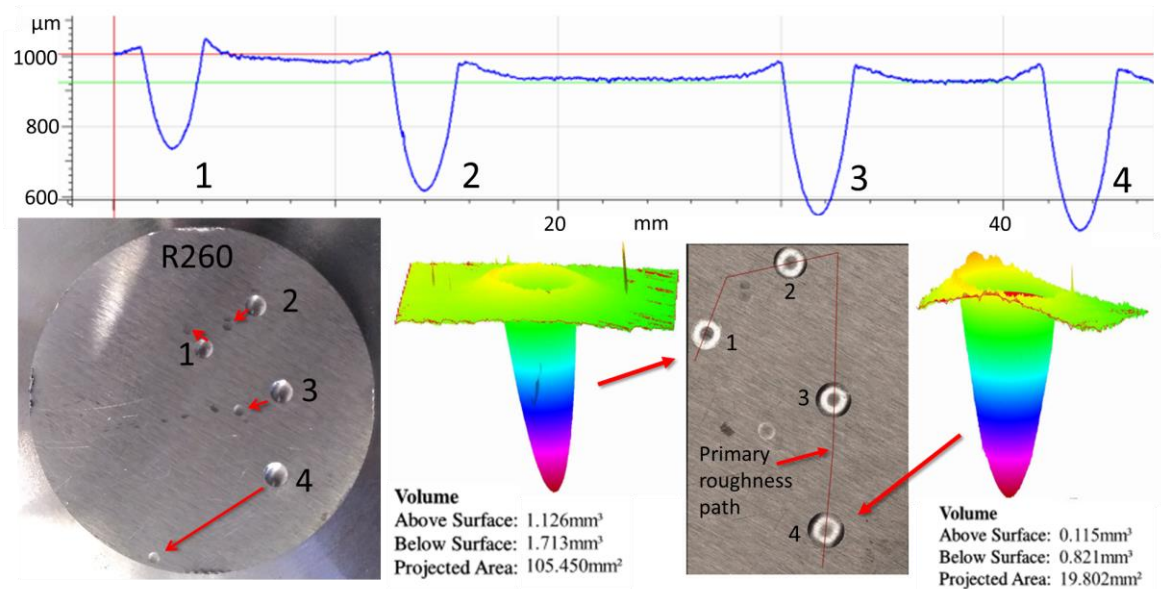 μm
1000
800
600
1
2
3
4
20
mm
40
R260
2
1
3
4
Volume
Above Surface: 1.126mm³
Below Surface: 1.713mm³
Projected Area: 105.450mm²
2
1
3
Primary
roughness
path
4
Volume
Above Surface: 0.115mm³
Below Surface: 0.821mm³
Projected Area: 19.802mm²